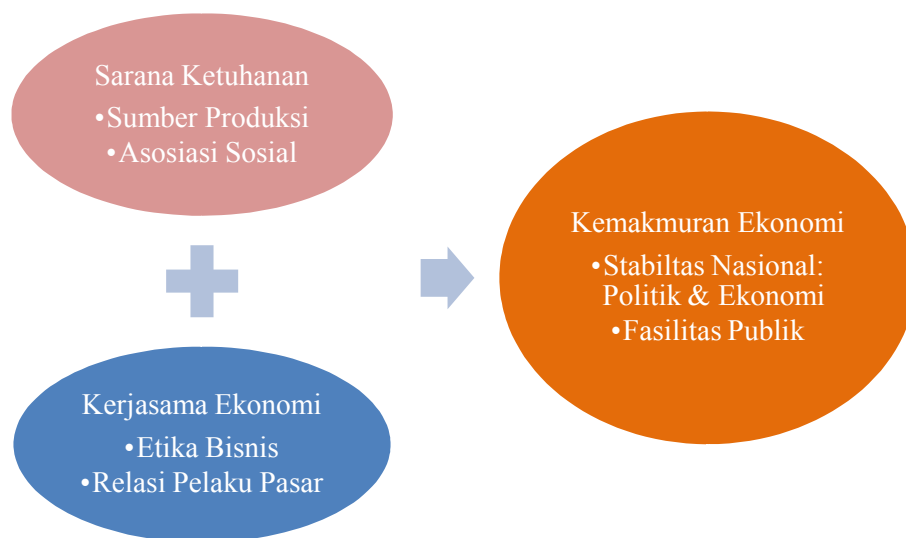 Sarana Ketuhanan
•Sumber Produksi
•Asosiasi Sosial
Kerjasama Ekonomi
•Etika Bisnis
•Relasi Pelaku Pasar
Kemakmuran Ekonomi
•Stabiltas Nasional:
Politik & Ekonomi
•Fasilitas Publik